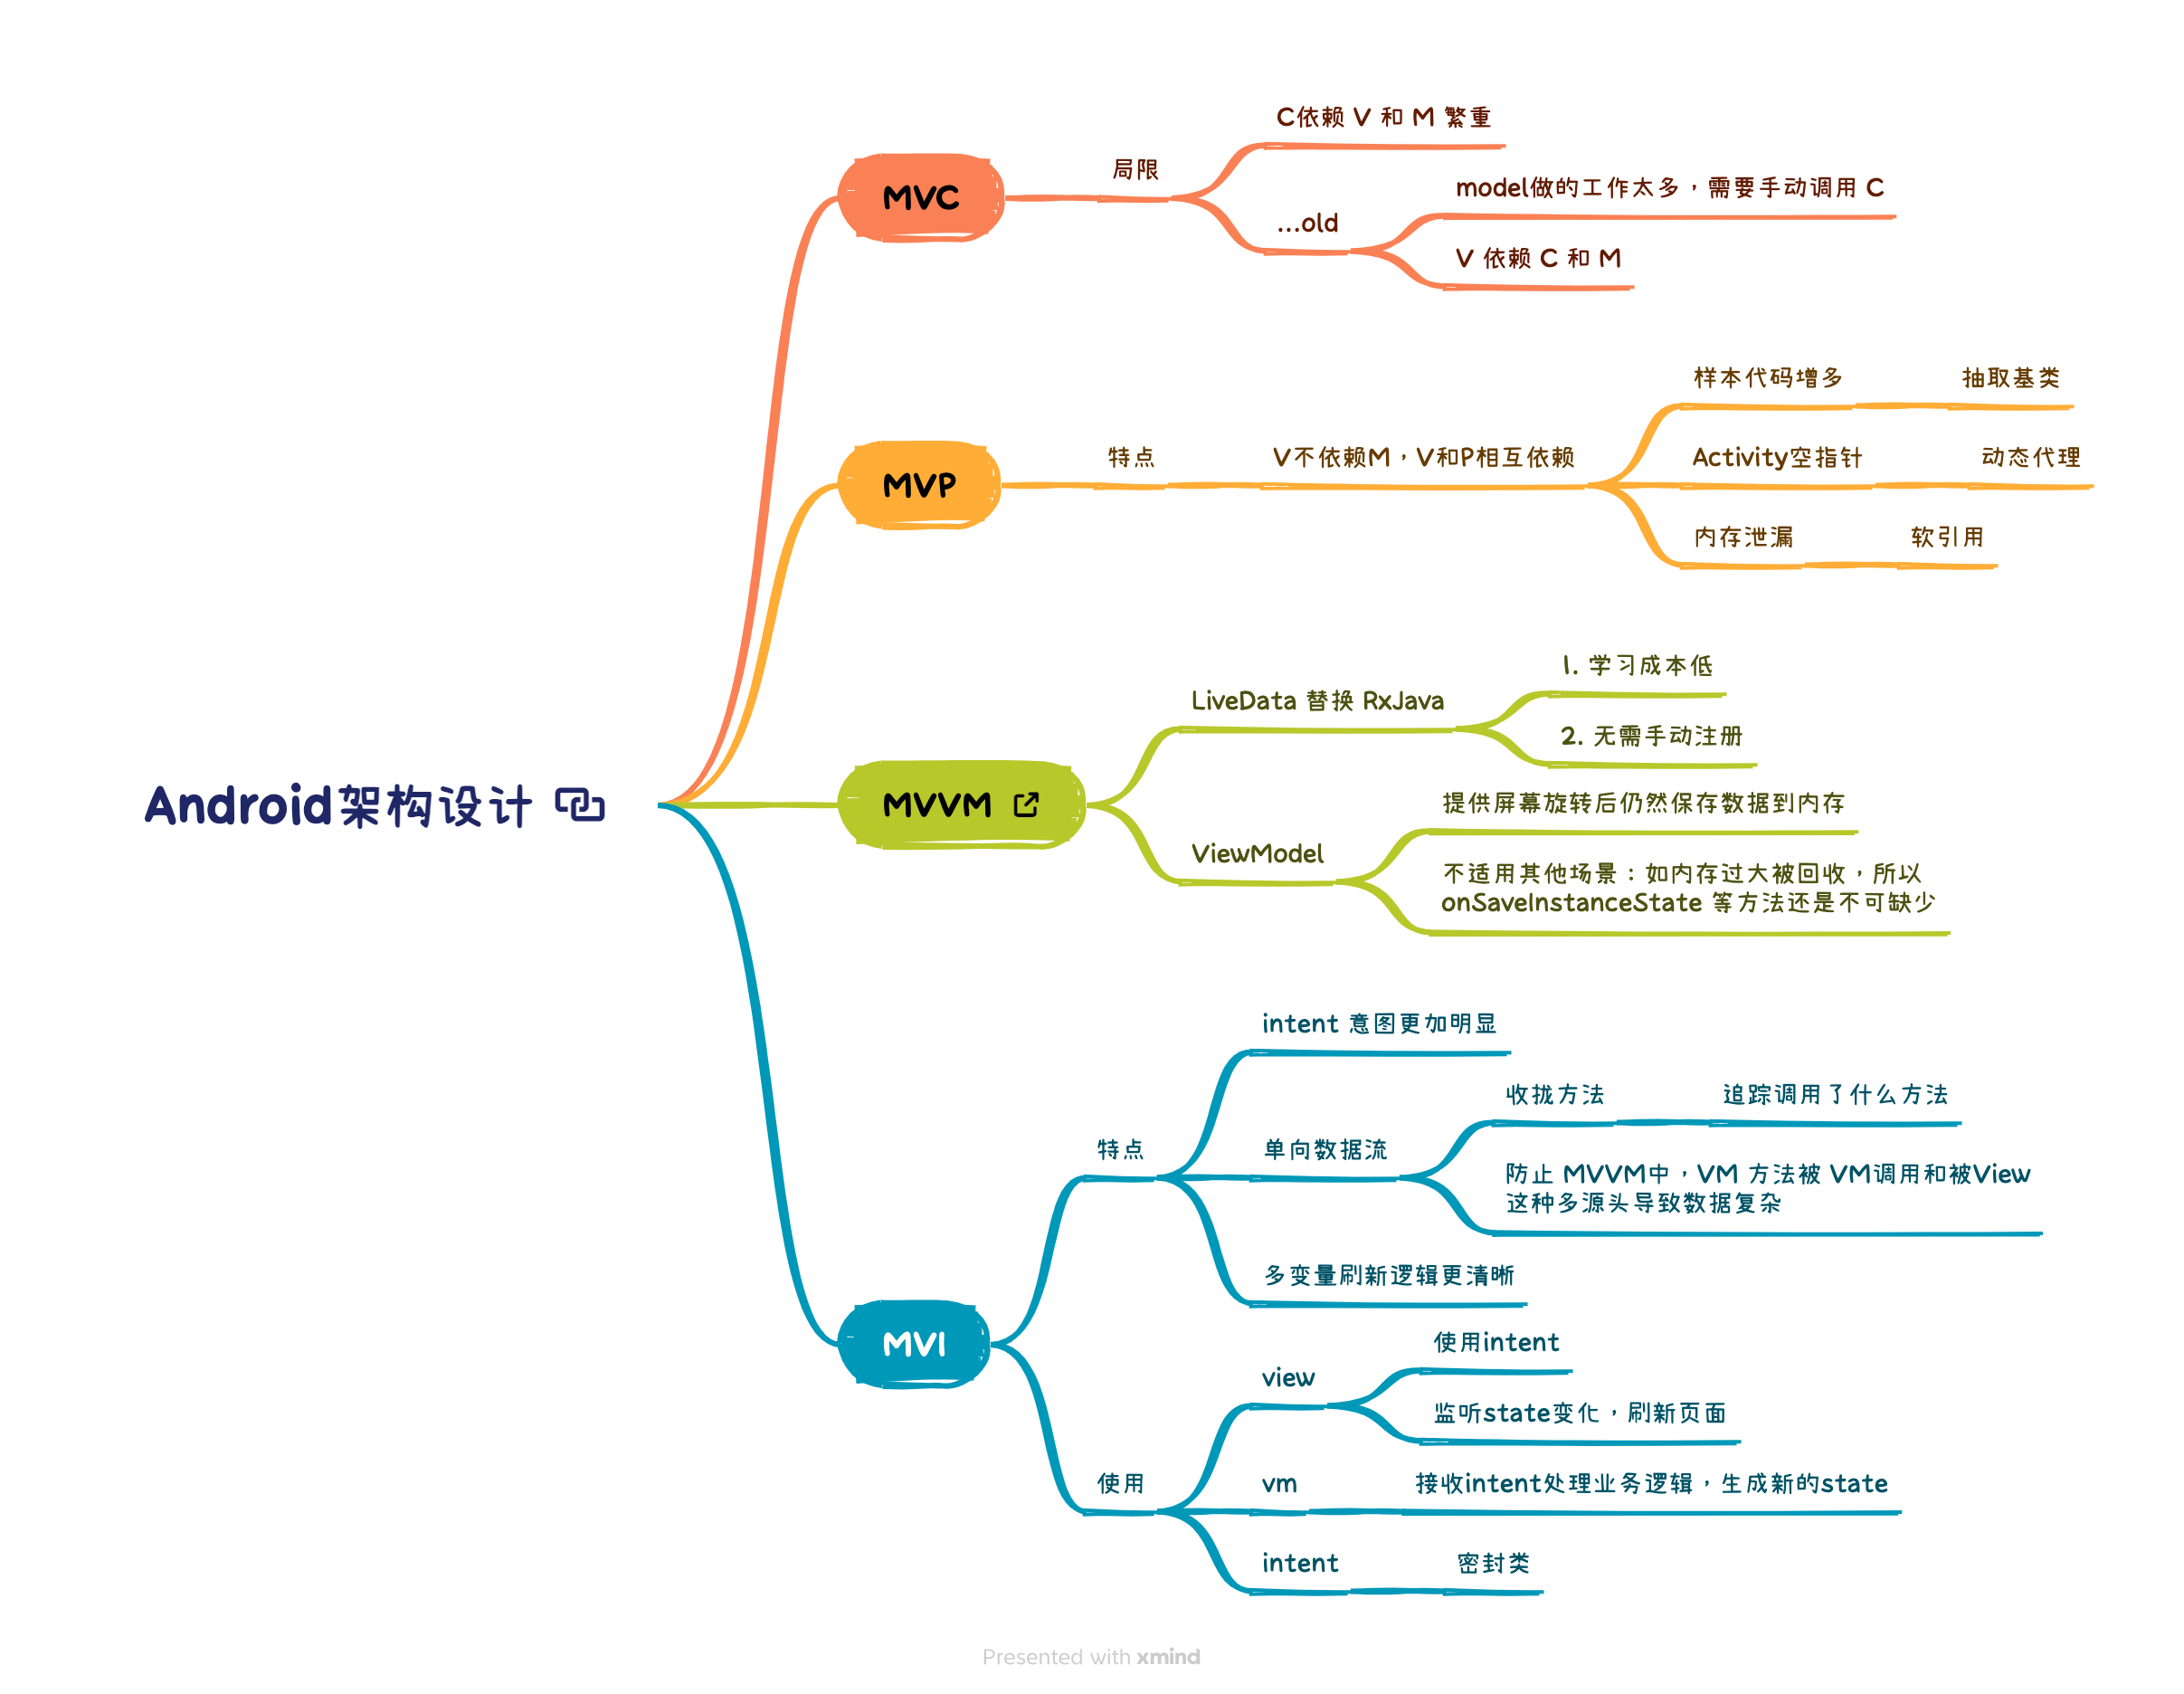 Android架构设计
MVC
局限
C依赖 V 和 M 繁重
...old
model做的工作太多，需要手动调用 C
V 依赖 C 和 M
MVP
特点
V不依赖M，V和P相互依赖
样本代码增多
抽取基类
Activity空指针
动态代理
内存泄漏
软引用
MVVM
LiveData 替换 RxJava
1. 学习成本低
2. 无需手动注册
ViewModel
提供屏幕旋转后仍然保存数据到内存
不适用其他场景：如内存过大被回收，所以
onSaveInstanceState 等方法还是不可缺少
MVI
特点
intent 意图更加明显
单向数据流
收拢方法
追踪调用了什么方法
防止 MVVM中，VM 方法被 VM调用和被View
这种多源头导致数据复杂
多变量刷新逻辑更清晰
使用
view
使用intent
监听state变化，刷新页面
vm
接收intent处理业务逻辑，生成新的state
intent
密封类
Presented with xmind